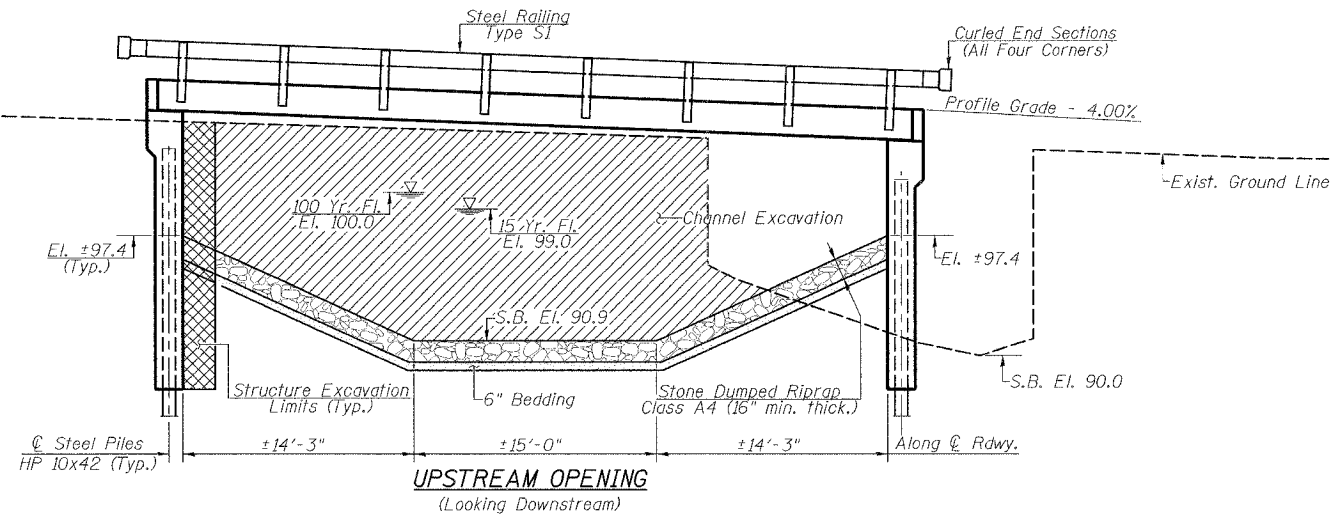 Steel Railing
Type S1
Curled End Sections
(All Four Corners)
Profile Grade - 4.00%
Exist. Ground Line
100 Yr. Fl.
El. 100.0
15 Yr. Fl.
El. 99.0
Channel Excavation
El. ±97.4
(Typ.)
El. ±97.4
S.B. El. 90.9
S.B. El. 90.0
Structure Excavation
Limits (Typ.)
6" Bedding
Stone Dumped Riprap
Class A4 (16" min. thick.)
℄ Steel Piles
HP 10x42 (Typ.)
±14'-3"
±15'-0"
±14'-3"
Along ℄ Rdwy.
UPSTREAM OPENING
(Looking Downstream)